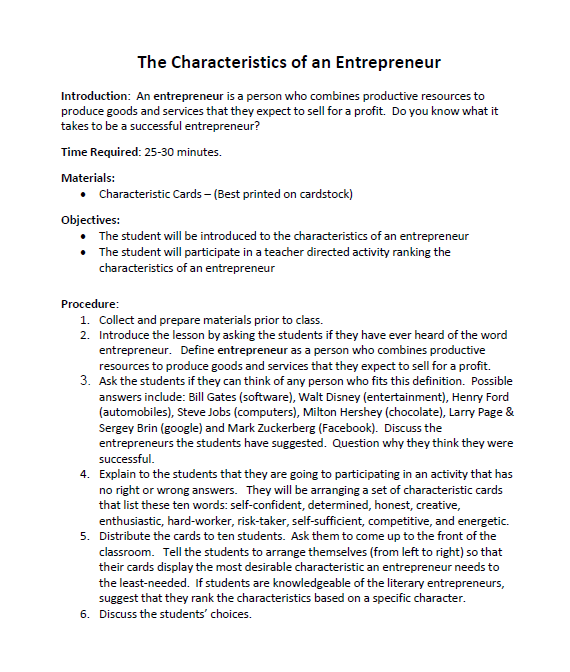 The Characteristics of an Entrepreneur
Introduction:  An entrepreneur is a person who combines productive resources to
produce goods and services that they expect to sell for a profit.  Do you know what it
takes to be a successful entrepreneur?
Time Required: 25-30 minutes.
Materials:
• Characteristic Cards – (Best printed on cardstock)
Objectives:
• The student will be introduced to the characteristics of an entrepreneur
• The student will participate in a teacher directed activity ranking the
characteristics of an entrepreneur
Procedure:
1. Collect and prepare materials prior to class.
2. Introduce the lesson by asking the students if they have ever heard of the word
entrepreneur.   Define entrepreneur as a person who combines productive
resources to produce goods and services that they expect to sell for a profit.
3. Ask the students if they can think of any person who fits this definition.  Possible
answers include: Bill Gates (software), Walt Disney (entertainment), Henry Ford
(automobiles), Steve Jobs (computers), Milton Hershey (chocolate), Larry Page &
Sergey Brin (google) and Mark Zuckerberg (Facebook).  Discuss the
entrepreneurs the students have suggested.  Question why they think they were
successful.
4. Explain to the students that they are going to participating in an activity that has
no right or wrong answers.   They will be arranging a set of characteristic cards
that list these ten words: self-confident, determined, honest, creative,
enthusiastic, hard-worker, risk-taker, self-sufficient, competitive, and energetic.
5. Distribute the cards to ten students.  Ask them to come up to the front of the
classroom.   Tell the students to arrange themselves (from left to right) so that
their cards display the most desirable characteristic an entrepreneur needs to
the least-needed.  If students are knowledgeable of the literary entrepreneurs,
suggest that they rank the characteristics based on a specific character.
6. Discuss the students’ choices.